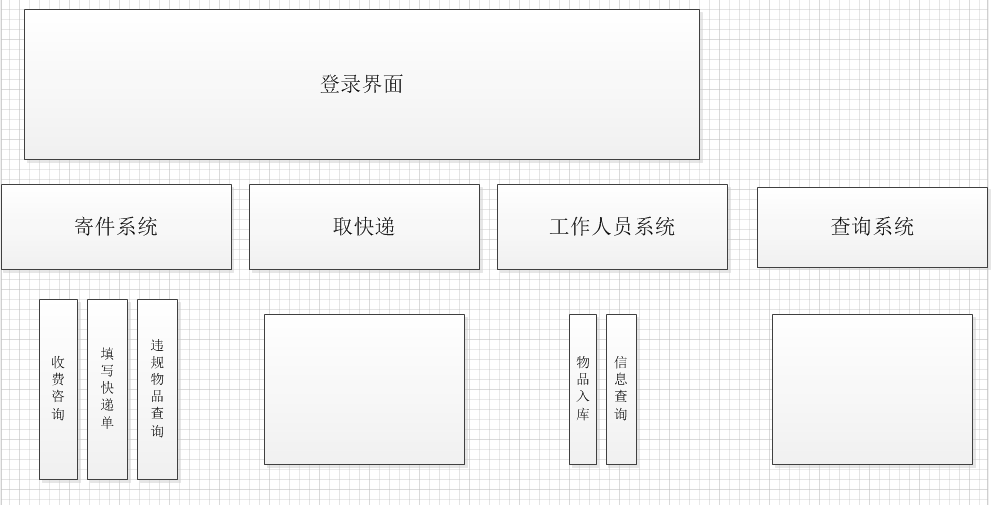 登录界面
寄件系统
取快递
工作人员系统
查询系统
收费咨询
填写快递单
违规物品查询
物品入库
信息查询